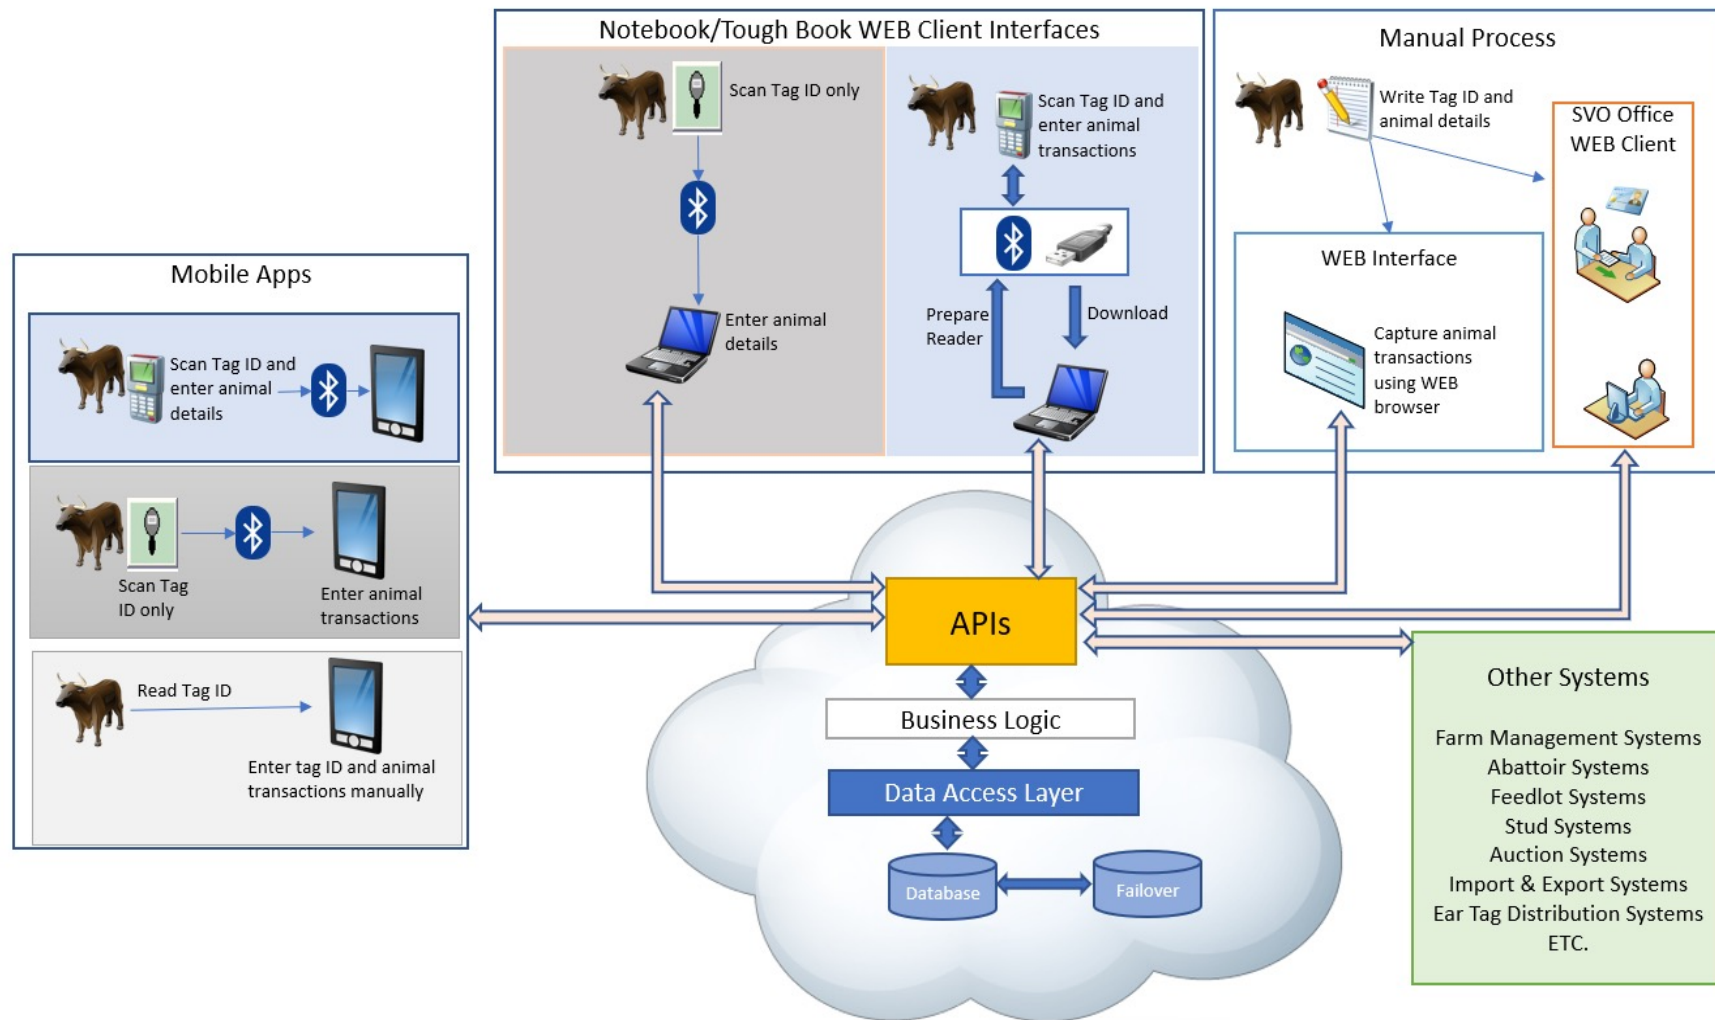 Notebook/Tough Book WEB Client Interfaces
Scan Tag ID only
Enter animal
details
Scan Tag ID and
enter animal
transactions
Prepare
Reader
Download
Manual Process
Write Tag ID and
animal details
SVO Office
WEB Client
WEB Interface
Capture animal
transactions
using WEB
browser
Mobile Apps
Scan Tag ID and
enter animal
details
Scan Tag
ID only
Enter animal
transactions
Read Tag ID
Enter tag ID and animal
transactions manually
APIs
Business Logic
Data Access Layer
Database
Failover
Other Systems
Farm Management Systems
Abattoir Systems
Feedlot Systems
Stud Systems
Auction Systems
Import & Export Systems
Ear Tag Distribution Systems
ETC.